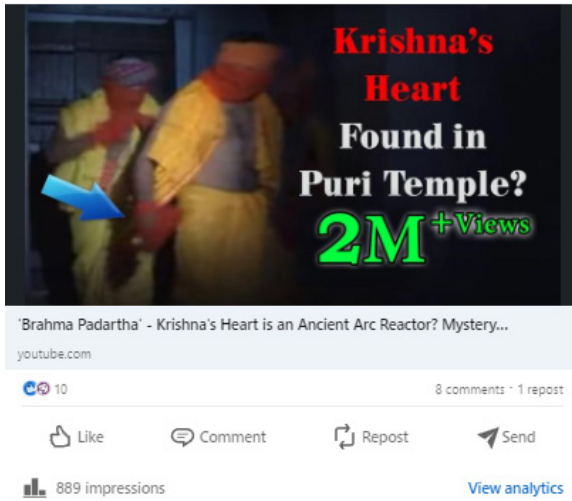 Krishna's
Heart
Found in
Puri Temple?
2M+Views
'Brahma Padartha' - Krishna's Heart is an Ancient Arc Reactor? Mystery...
youtube.com
10
8 comments · 1 repost
Like Comment Repost Send
889 impressions
View analytics